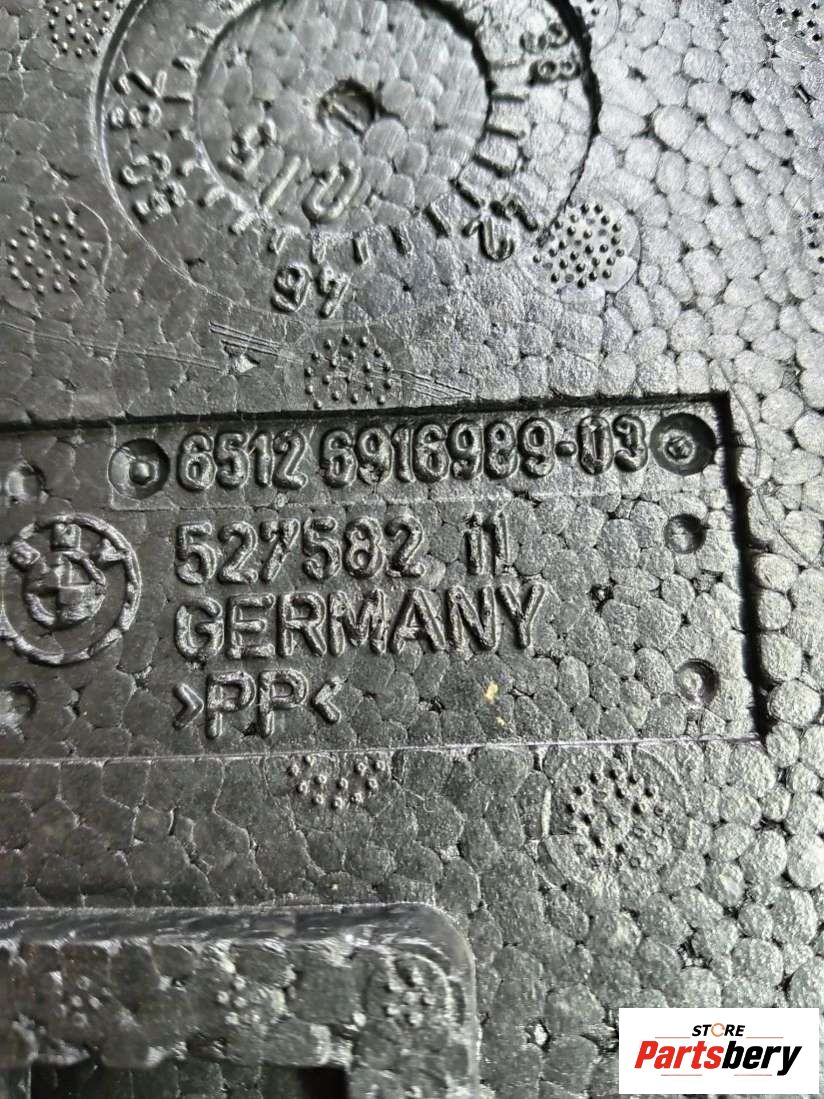 6512 6916989-03
527582 11
GERMANY
>PP<
STORE
Partsbery